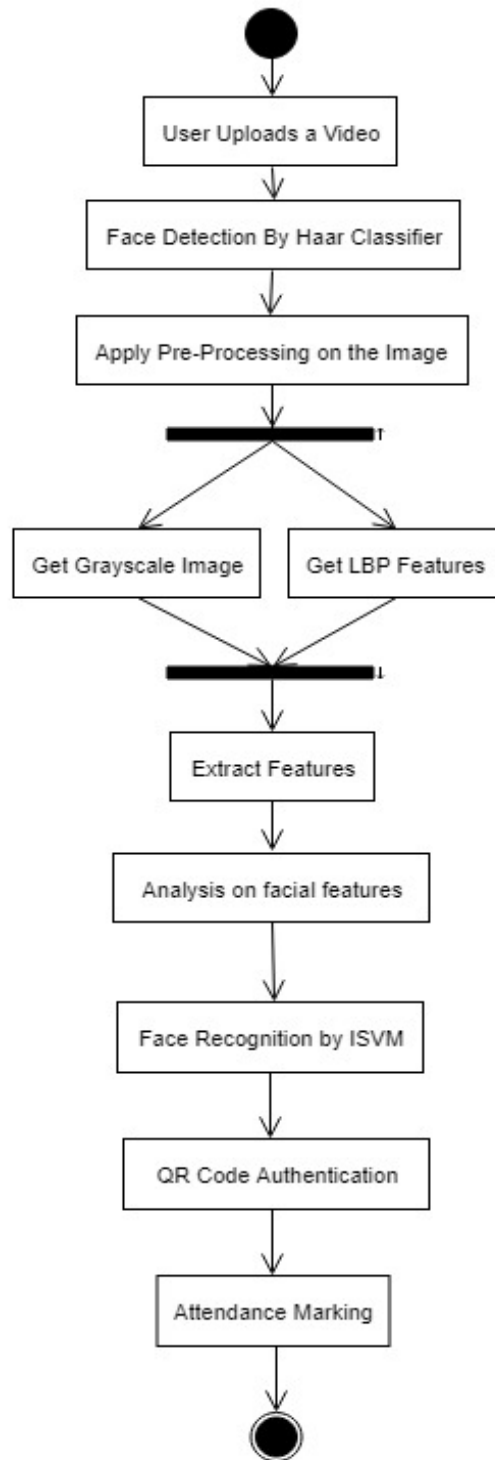 User Uploads a Video
Face Detection By Haar Classifier
Apply Pre-Processing on the Image
Get Grayscale Image
Get LBP Features
Extract Features
Analysis on facial features
Face Recognition by ISVM
QR Code Authentication
Attendance Marking